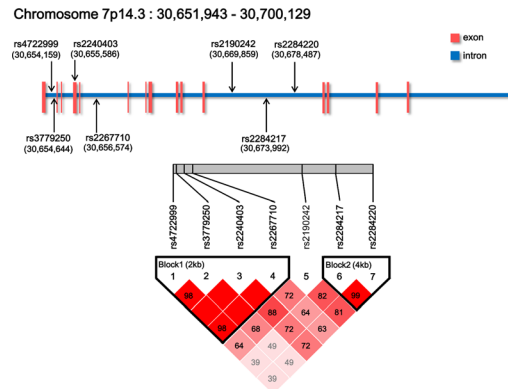 Chromosome 7p14.3 : 30,651,943 - 30,700,129
rs4722999
(30,654,159)
rs2240403
(30,655,586)
rs2190242
(30,669,859)
rs2284220
(30,678,487)
exon
intron
rs3779250
(30,654,644)
rs2267710
(30,656,574)
rs2284217
(30,673,992)
rs4722999
rs3779250
rs2240403
rs2267710
rs2190242
rs2284217
rs2284220
Block1 (2kb)
Block2 (4kb)
1 2 3 4 5 6 7
98 72 82 99
88 64 81
98 68 72 63
64 49 72
39 49
39